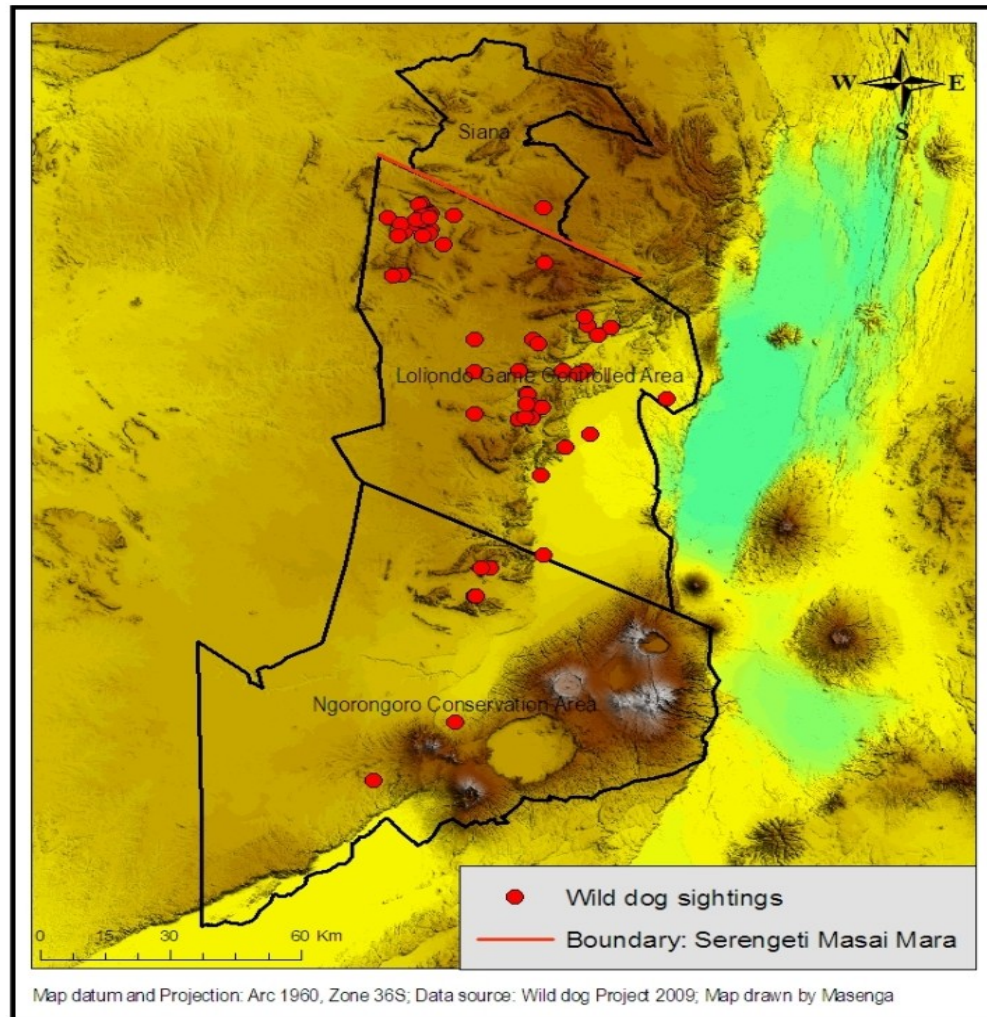 N
W E
S
Siana
Loliondo Game Controlled Area
Ngorongoro Conservation Area
Wild dog sightings
Boundary: Serengeti Masai Mara
0 15 30 60 Km
Map datum and Projection: Arc 1960, Zone 36S; Data source: Wild dog Project 2009; Map drawn by Masenga